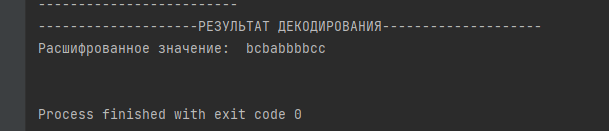 -------------------------
--------------------РЕЗУЛЬТАТ ДЕКОДИРОВАНИЯ--------------------
Расшифрованное значение:  bcbabbbbcc
Process finished with exit code 0